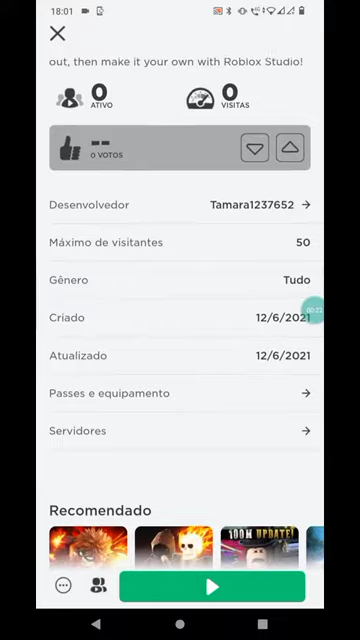 18:01
out, then make it your own with Roblox Studio!
0
ATIVO
0
VISITAS
--
0 VOTOS
Desenvolvedor Tamara1237652
Máximo de visitantes 50
Gênero Tudo
00:22
Criado 12/6/2021
Atualizado 12/6/2021
Passes e equipamento
Servidores
Recomendado
100M UPDATE!